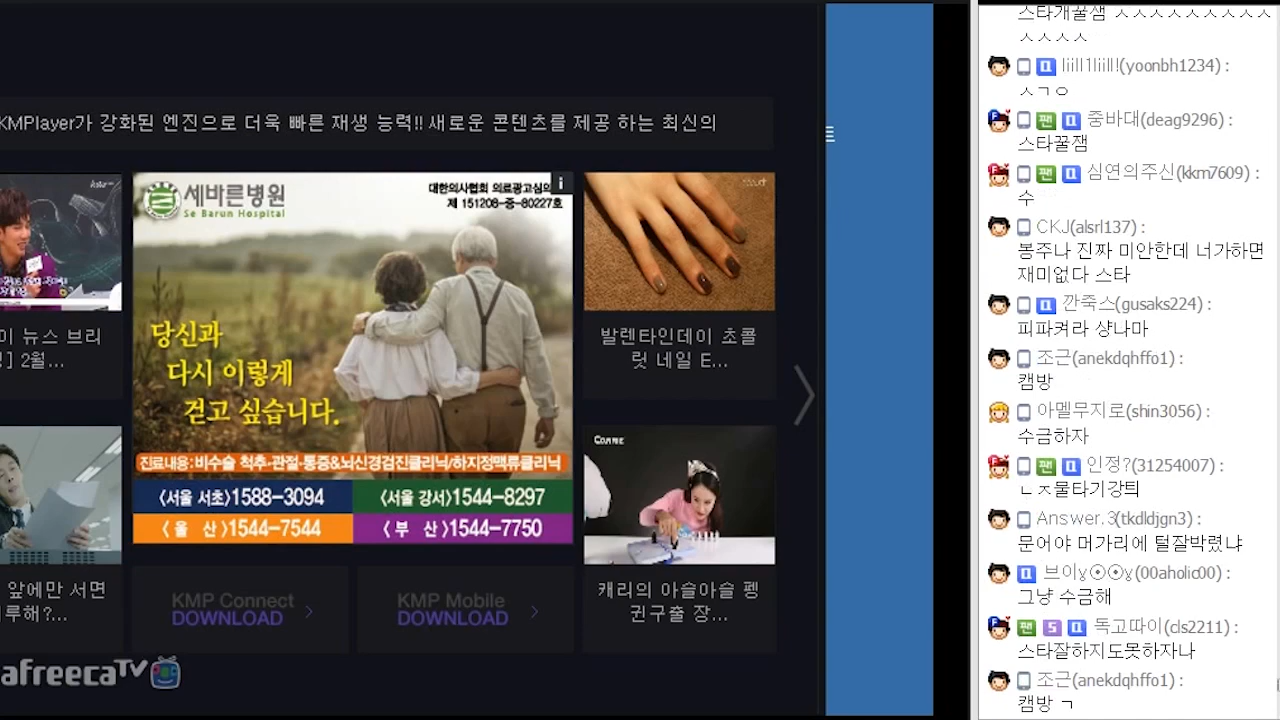 KMPlayer가 강화된 엔진으로 더욱 빠른 재생 능력!! 새로운 콘텐츠를 제공 하는 최신의
세바른병원
Se Barun Hospital
대한의사협회 의료광고심의
제 151208-중-80227호
당신과
다시 이렇게
걷고 싶습니다.
진료내용:비수술 척추·관절·통증&뇌신경검진클리닉/하지정맥류클리닉
〈서울 서초〉1588-3094
〈서울 강서〉1544-8297
〈울 산〉1544-7544
〈부 산〉1544-7750
이 뉴스 브리
] 2월...
발렌타인데이 초콜
릿 네일 E...
앞에만 서면
루해?...
KMP Connect
DOWNLOAD
KMP Mobile
DOWNLOAD
캐리의 아슬아슬 펭
귄구출 장...
afreecaTV
스타개꿀잼 ㅅㅅㅅㅅㅅㅅㅅㅅㅅ
ㅅㅅㅅㅅ
(yoonbh1234) :
ㅅㄱㅇ
중바대(deag9296) :
스타꿀잼
심연의주신(kkm7609) :
수
CKJ(alsrl137) :
봉주나 진짜 미안한데 너가하면
재미없다 스타
깐죽스(gusaks224) :
피파켜라 샹나마
조근(anekdqhffo1) :
캠방
아멜무지로(shin3056) :
수금하자
인정?(31254007) :
ㄴㅈ물타기강틔
Answer.3(tkdldjgn3) :
문어야 머가리에 털잘박렸냐
브이γ⊙⊙γ(00aholic00) :
그냥 수금해
독고따이(cls2211) :
스타잘하지도못하자나
조근(anekdqhffo1) :
캠방 ㄱ